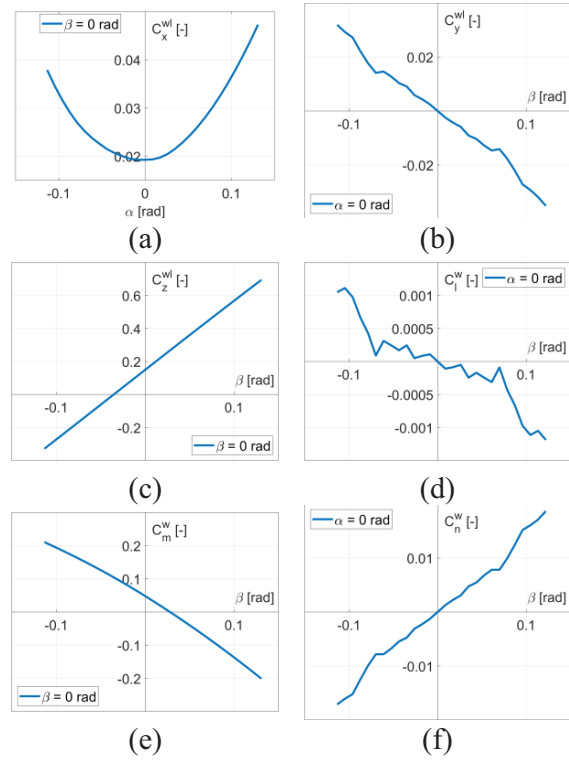 β = 0 rad
C_x^wl [-]
0.04
0.03
0.02
-0.1
0
0.1
α [rad]
(a)
C_y^wl [-]
0.02
β [rad]
-0.1
0.1
-0.02
α = 0 rad
(b)
C_z^wl [-]
0.6
0.4
0.2
β [rad]
-0.1
0.1
-0.2
β = 0 rad
(c)
C_l^w [-]
α = 0 rad
0.001
0.0005
β [rad]
-0.1
0.1
-0.0005
-0.001
(d)
C_m^w [-]
0.2
0.1
β [rad]
-0.1
0.1
-0.1
-0.2
β = 0 rad
(e)
α = 0 rad
C_n^w [-]
0.01
β [rad]
-0.1
0.1
-0.01
(f)